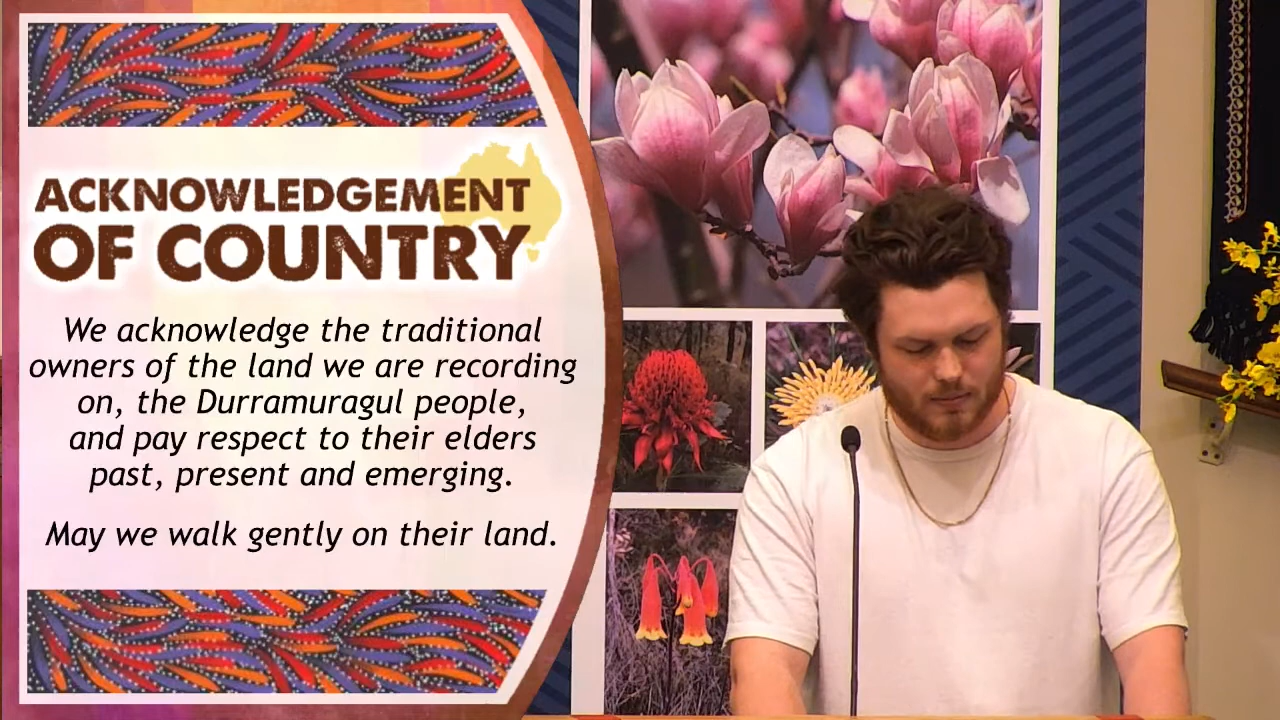 ACKNOWLEDGEMENT
OF COUNTRY
We acknowledge the traditional
owners of the land we are recording
on, the Durramuragul people,
and pay respect to their elders
past, present and emerging.
May we walk gently on their land.